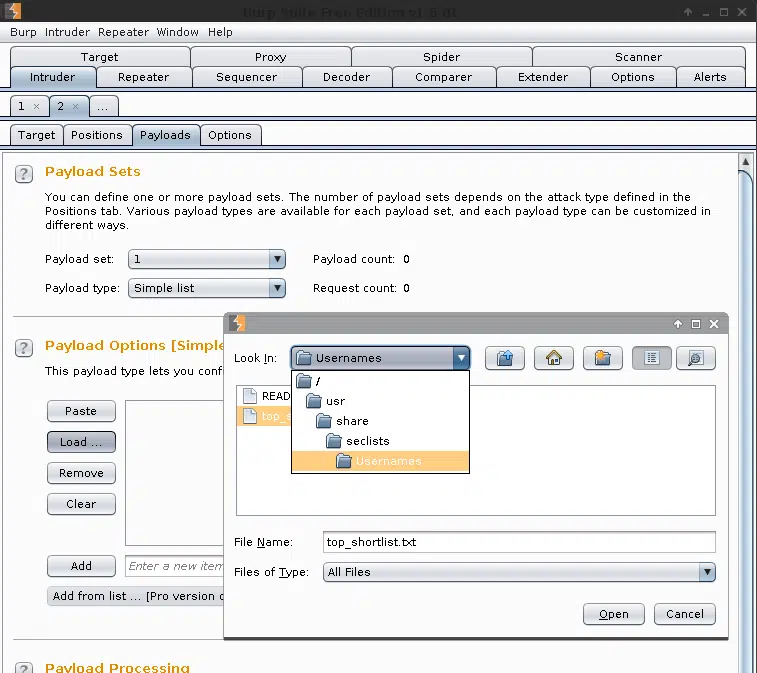 Burp Suite Free Edition v1.6
Burp Intruder Repeater Window Help
Target Proxy Spider Scanner
Intruder Repeater Sequencer Decoder Comparer Extender Options Alerts
1 × 2 × ...
Target Positions Payloads Options
? Payload Sets
You can define one or more payload sets. The number of payload sets depends on the attack type defined in the
Positions tab. Various payload types are available for each payload set, and each payload type can be customized in
different ways.
Payload set: 1 Payload count: 0
Payload type: Simple list Request count: 0
? Payload Options [Simple
This payload type lets you conf
Paste
Load ...
Remove
Clear
Add Enter a new item
Add from list ... [Pro version o
? Payload Processing
Look In: Usernames
/
usr
share
seclists
Usernames
READ
top_s
File Name: top_shortlist.txt
Files of Type: All Files
Open Cancel